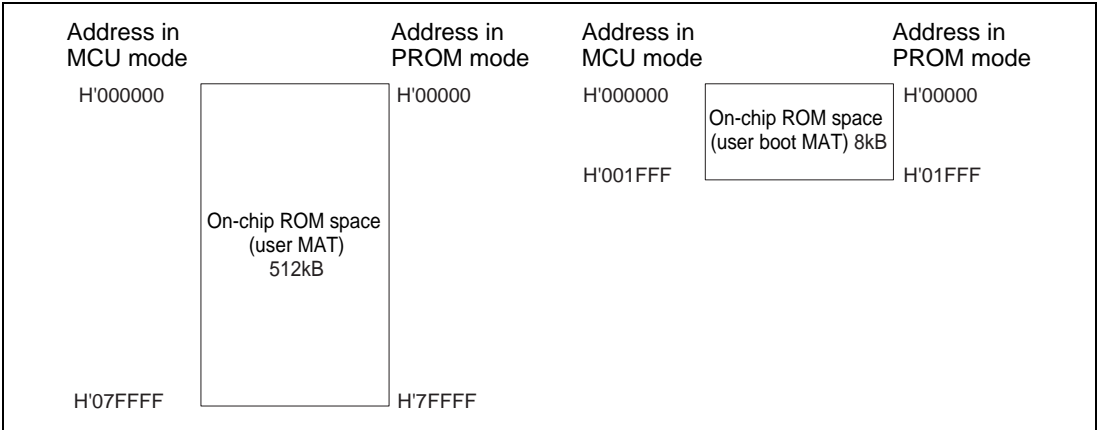 Address in
MCU mode
Address in
PROM mode
H'000000
H'00000
On-chip ROM space
(user MAT)
512kB
H'07FFFF
H'7FFFF
Address in
MCU mode
Address in
PROM mode
H'000000
H'00000
On-chip ROM space
(user boot MAT) 8kB
H'001FFF
H'01FFF